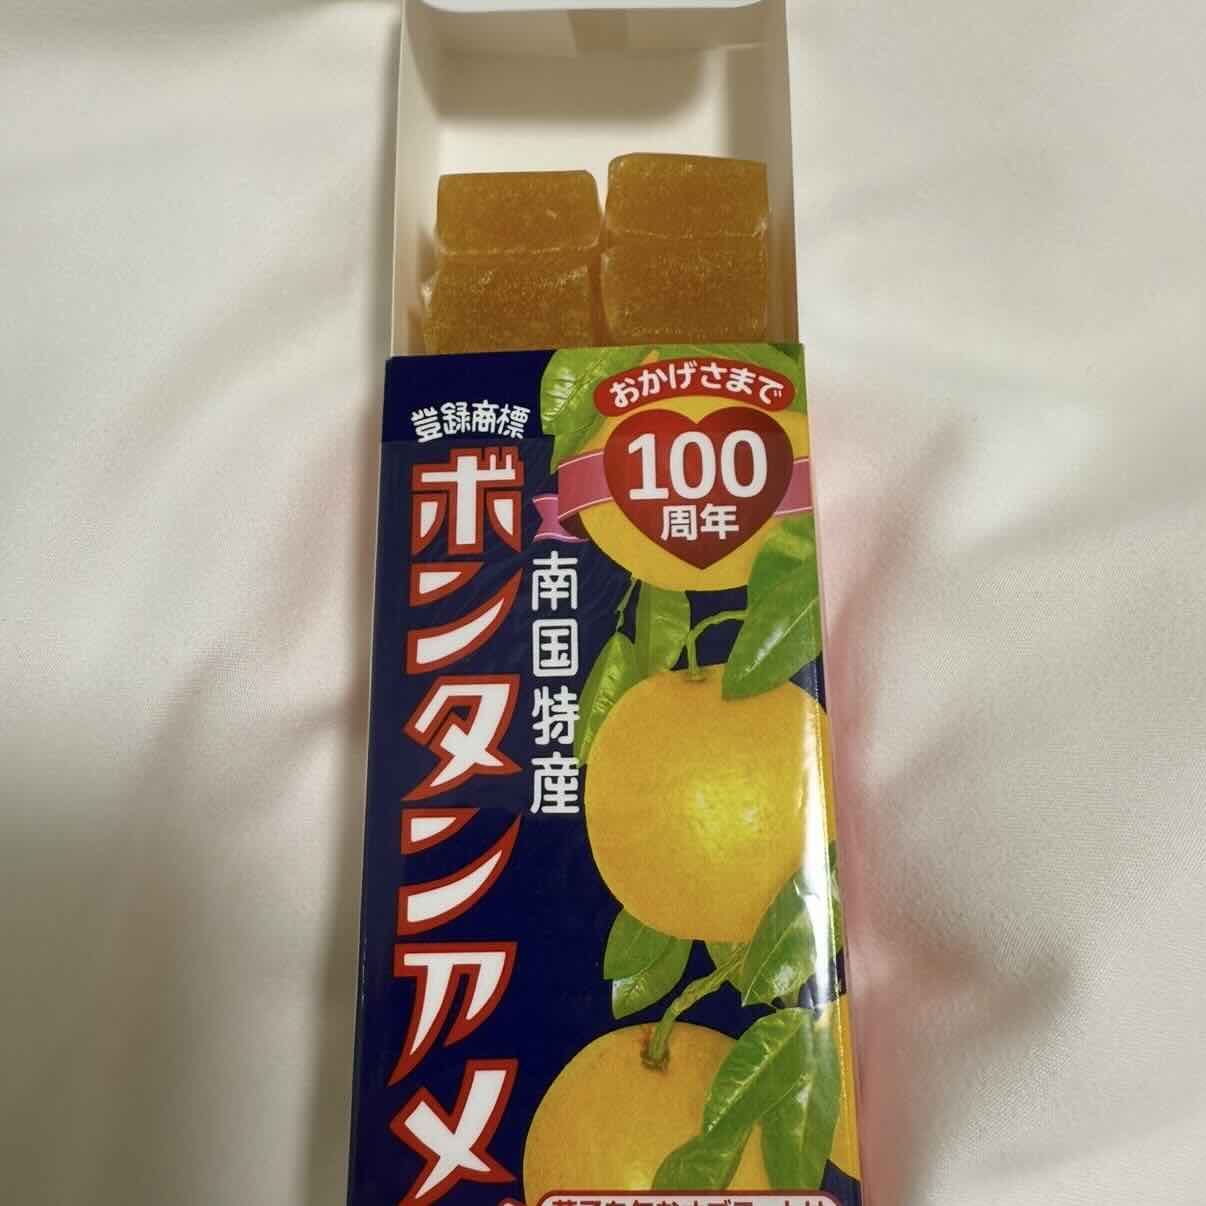 おかげさまで
100
周年
登録商標
ボンタンアメ
南国特産